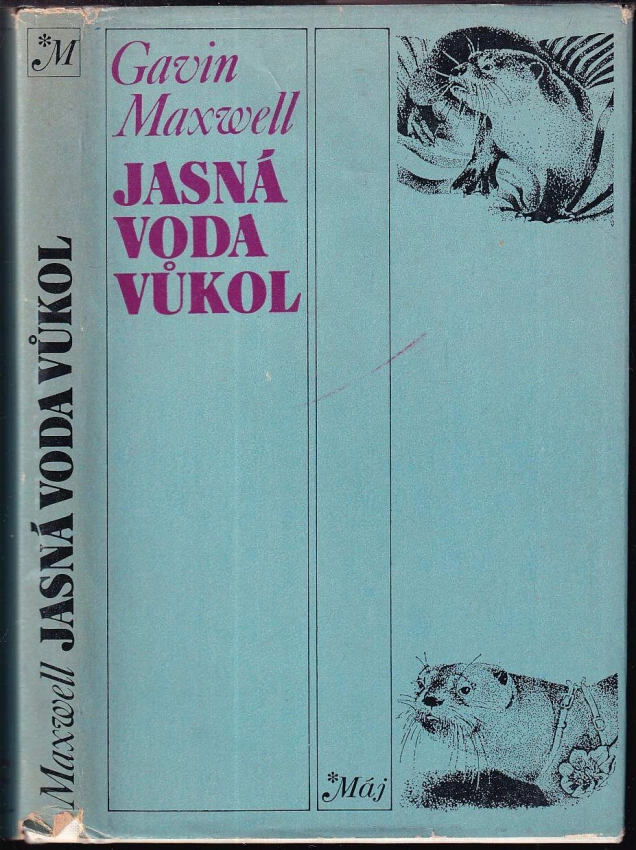 *M
Maxwell JASNÁ VODA VŮKOL
Gavin
Maxwell
JASNÁ
VODA
VŮKOL
*Máj